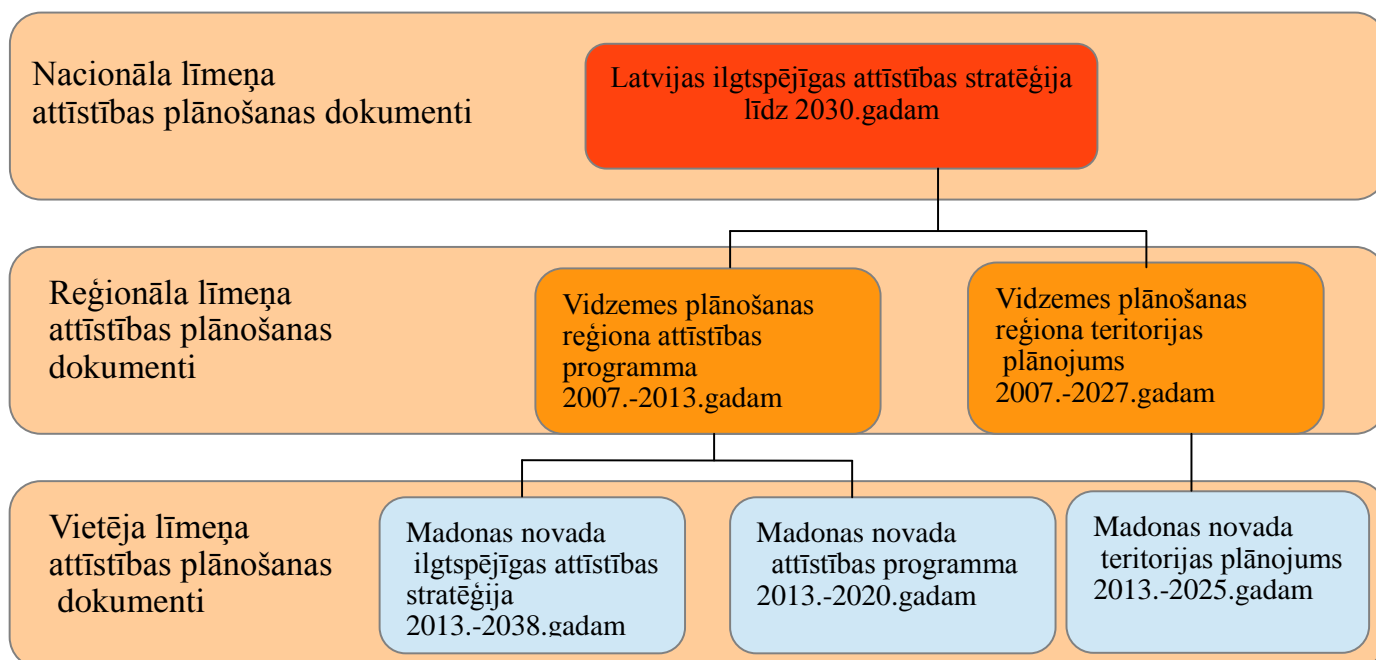 Nacionāla līmeņa
attīstības plānošanas dokumenti
Latvijas ilgtspējīgas attīstības stratēģija
līdz 2030.gadam
Reģionāla līmeņa
attīstības plānošanas
dokumenti
Vidzemes plānošanas
reģiona attīstības
programma
2007.-2013.gadam
Vidzemes plānošanas
reģiona teritorijas
plānojums
2007.-2027.gadam
Vietēja līmeņa
attīstības plānošanas
dokumenti
Madonas novada
ilgtspējīgas attīstības
stratēģija
2013.-2038.gadam
Madonas novada
attīstības programma
2013.-2020.gadam
Madonas novada
teritorijas plānojums
2013.-2025.gadam